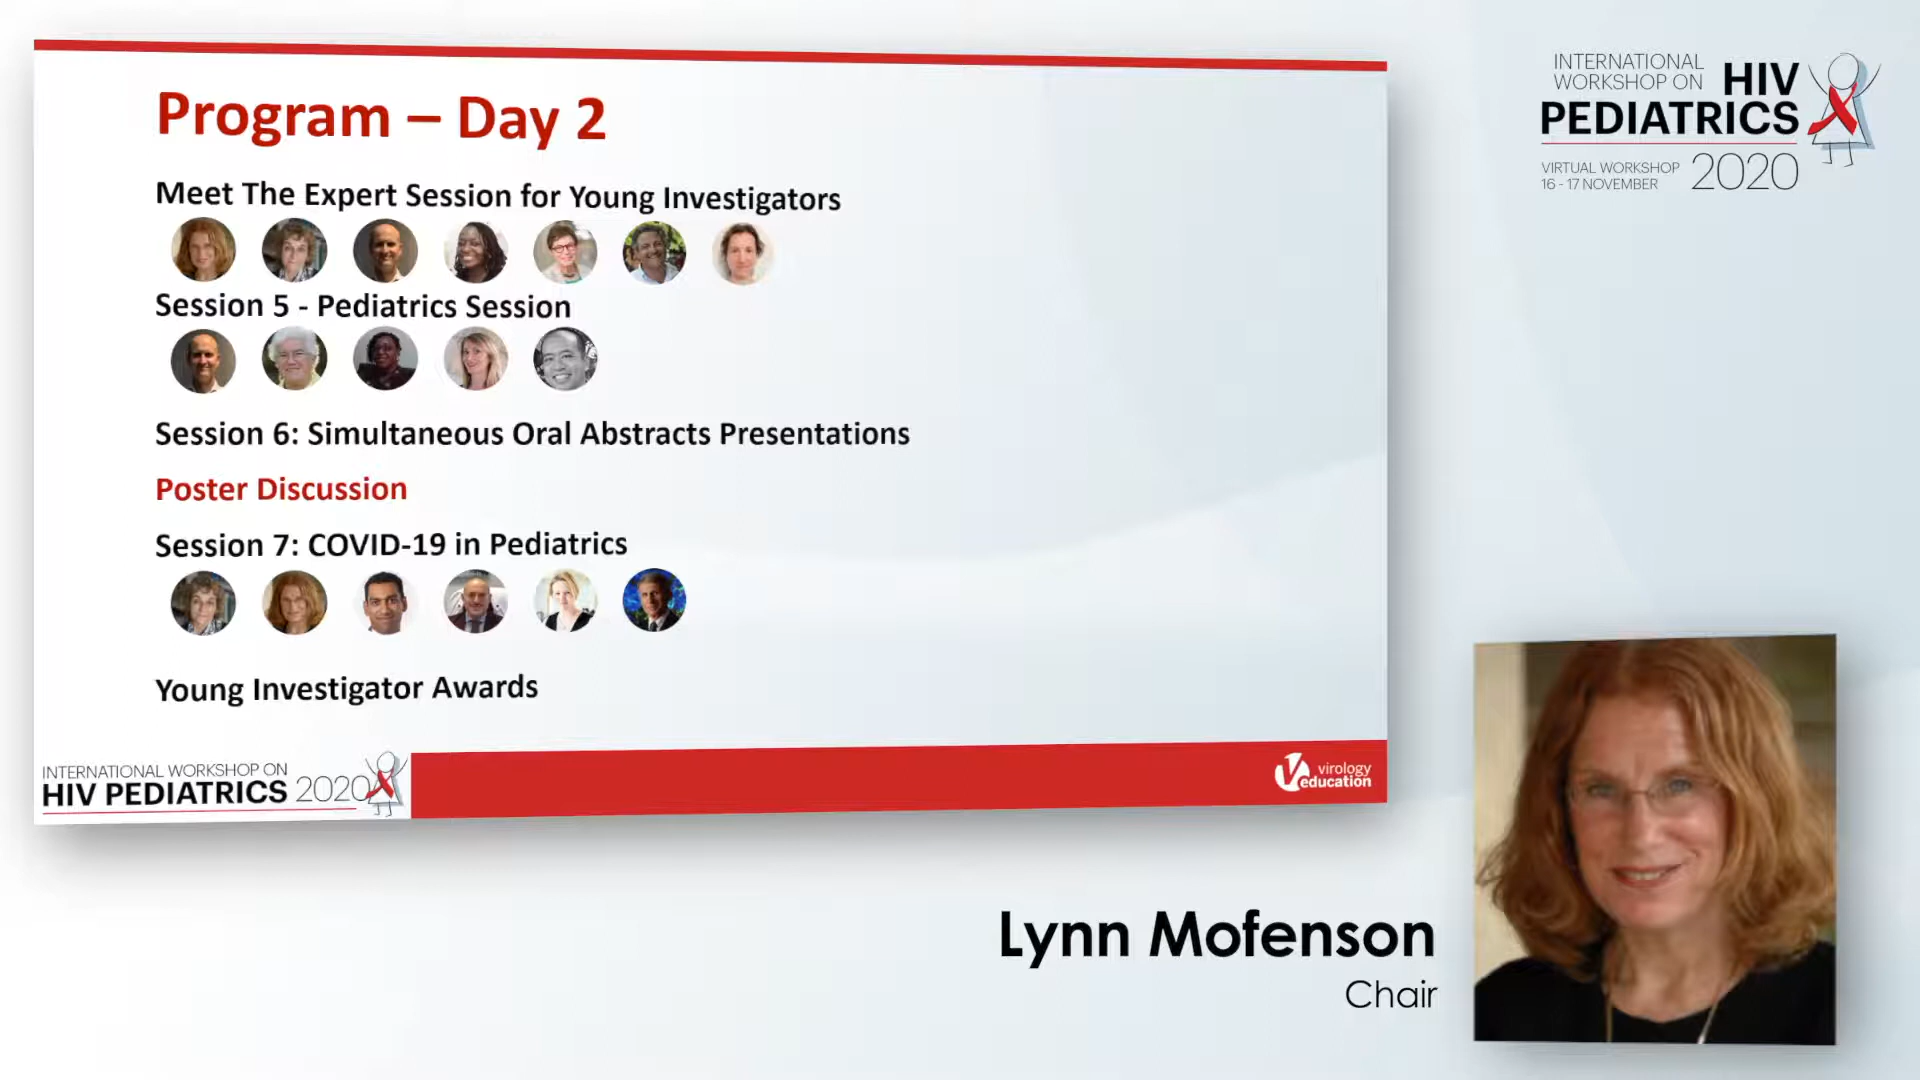 Program – Day 2
Meet The Expert Session for Young Investigators
Session 5 - Pediatrics Session
Session 6: Simultaneous Oral Abstracts Presentations
Poster Discussion
Session 7: COVID-19 in Pediatrics
Young Investigator Awards
INTERNATIONAL WORKSHOP ON
HIV PEDIATRICS 2020
virology
education
INTERNATIONAL
WORKSHOP ON HIV
PEDIATRICS
VIRTUAL WORKSHOP
16 - 17 NOVEMBER 2020
Lynn Mofenson
Chair